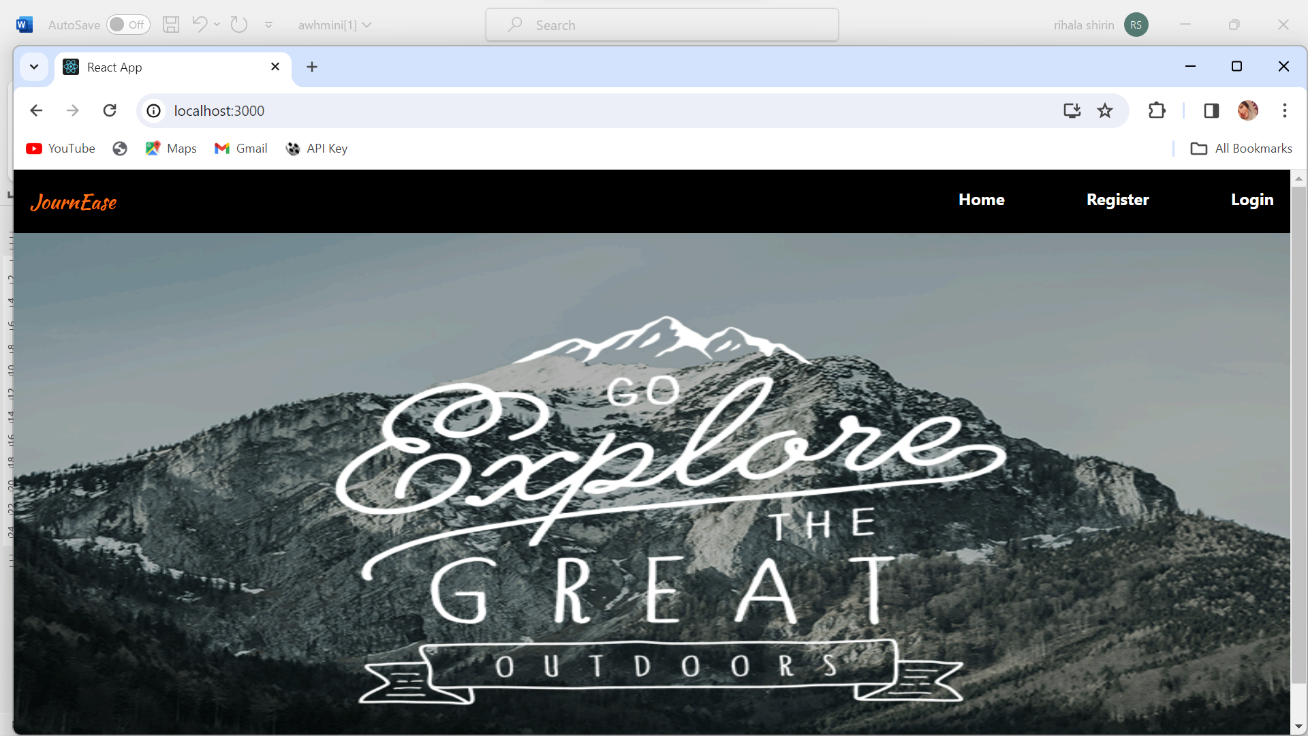 AutoSave Off awhmini[1] Search rihala shirin RS
React App
localhost:3000
YouTube Maps Gmail API Key All Bookmarks
JournEase Home Register Login
GO
Explore
THE
GREAT
OUTDOORS